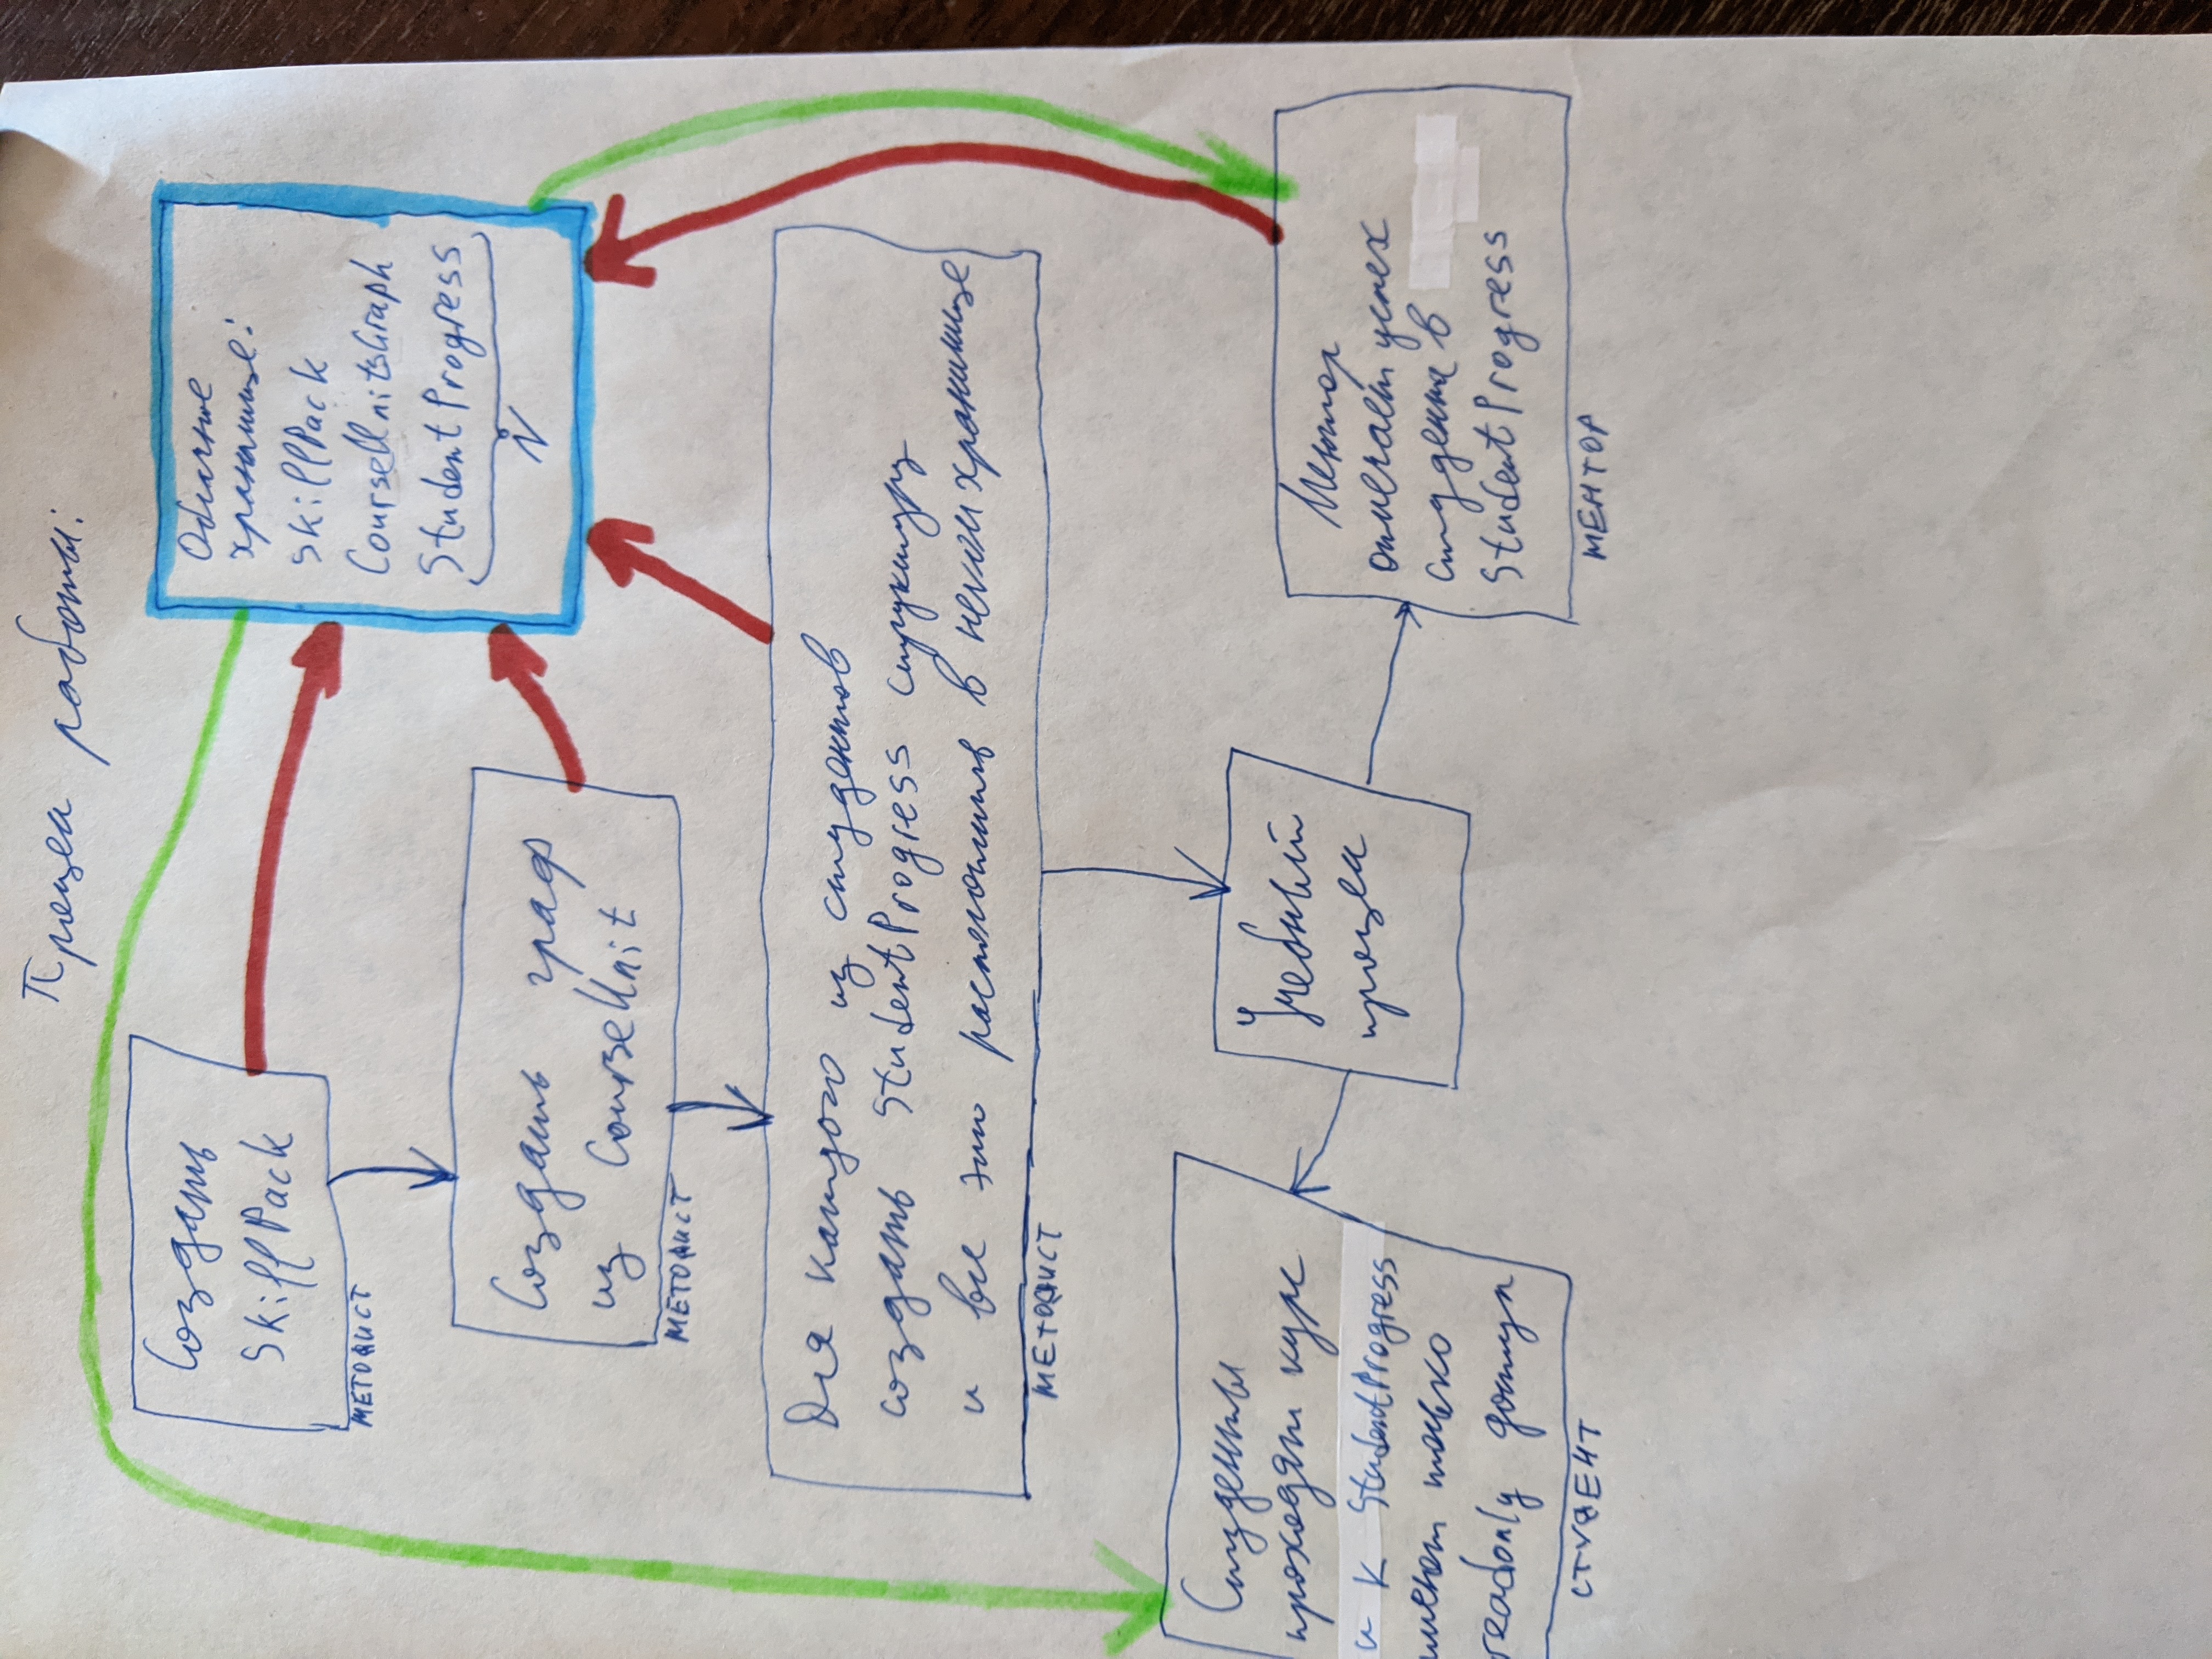 Процесс работы:
Создать
SkillPack
МЕТОДИСТ
Облачное
хранилище:
SkillPack
CourseUnitsGraph
StudentProgress
N
Создать граф
из CourseUnit
МЕТОДИСТ
Для каждого из студентов
создать StudentProgress структуру
и все это расположить в неком хранилище
МЕТОДИСТ
Студенты
проходят курс
и к StudentProgress
имеют только
readonly доступ
СТУДЕНТ
Учебный
процесс
Ментор
отмечает успех
студента в
StudentProgress
МЕНТОР